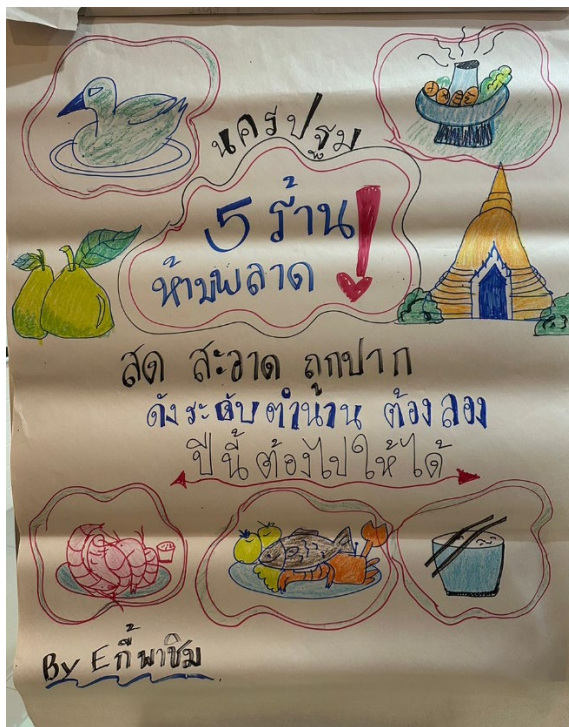 นครปฐม
5 ร้าน
ห้ามพลาด!
สด สะอาด ถูกปาก
ดังระดับตำนาน ต้องลอง
ปีนี้ต้องไปให้ได้
By Eกี้พาชิม